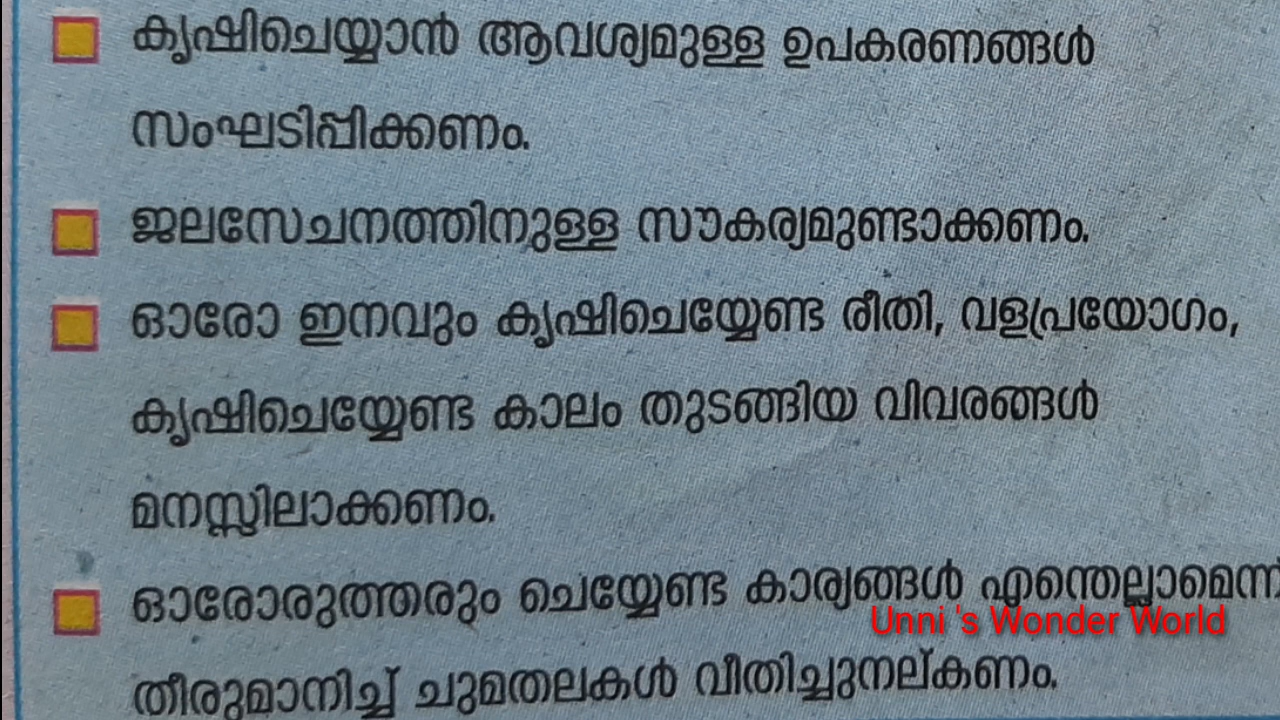 കൃഷിചെയ്യാൻ ആവശ്യമുള്ള ഉപകരണങ്ങൾ
സംഘടിപ്പിക്കണം.
ജലസേചനത്തിനുള്ള സൗകര്യമുണ്ടാക്കണം.
ഓരോ ഇനവും കൃഷിചെയ്യേണ്ട രീതി, വളപ്രയോഗം,
കൃഷിചെയ്യേണ്ട കാലം തുടങ്ങിയ വിവരങ്ങൾ
മനസ്സിലാക്കണം.
ഓരോരുത്തരും ചെയ്യേണ്ട കാര്യങ്ങൾ
Unni 's Wonder World
തീരുമാനിച്ച് ചുമതലകൾ വീതിച്ചുനല്കണം.